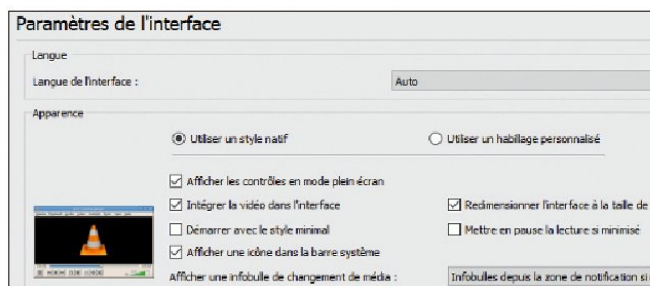 Paramètres de l'interface
Langue
Langue de l'interface :
Auto
Apparence
Utiliser un style natif
Utiliser un habillage personnalisé
Afficher les contrôles en mode plein écran
Intégrer la vidéo dans l'interface
Redimensionner l'interface à la taille de
Démarrer avec le style minimal
Mettre en pause la lecture si minimisé
Afficher une icône dans la barre système
Afficher une infobulle de changement de média :
Infobulles depuis la zone de notification si